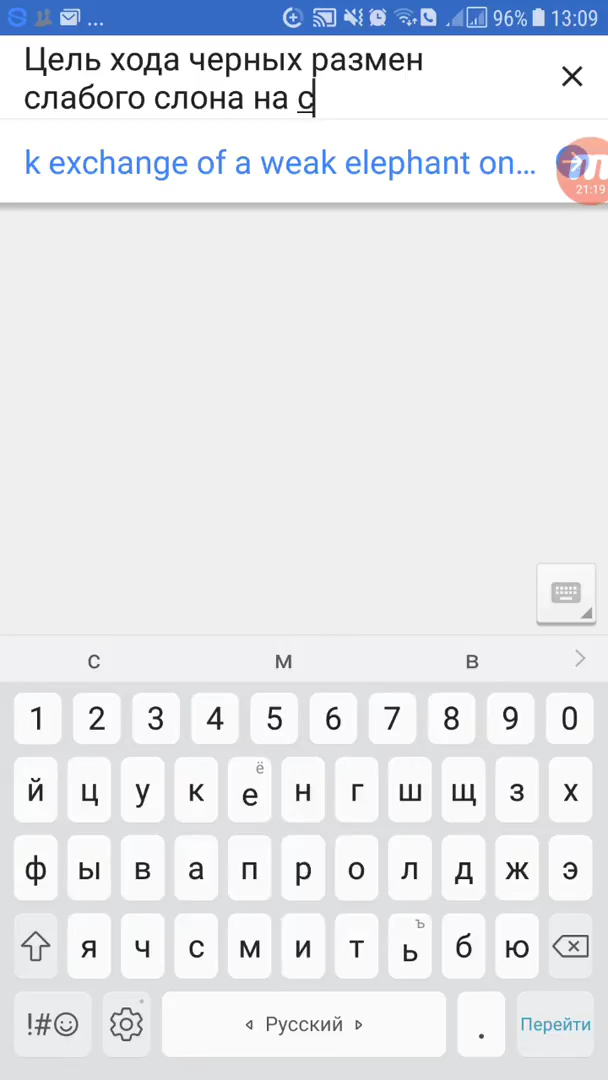 ... 96% 13:09
Цель хода черных размен
слабого слона на с
k exchange of a weak elephant on...
21:19
с м в
1 2 3 4 5 6 7 8 9 0
ё
й ц у к е н г ш щ з х
ф ы в а п р о л д ж э
ъ
я ч с м и т ь б ю
!#☺ Русский . Перейти